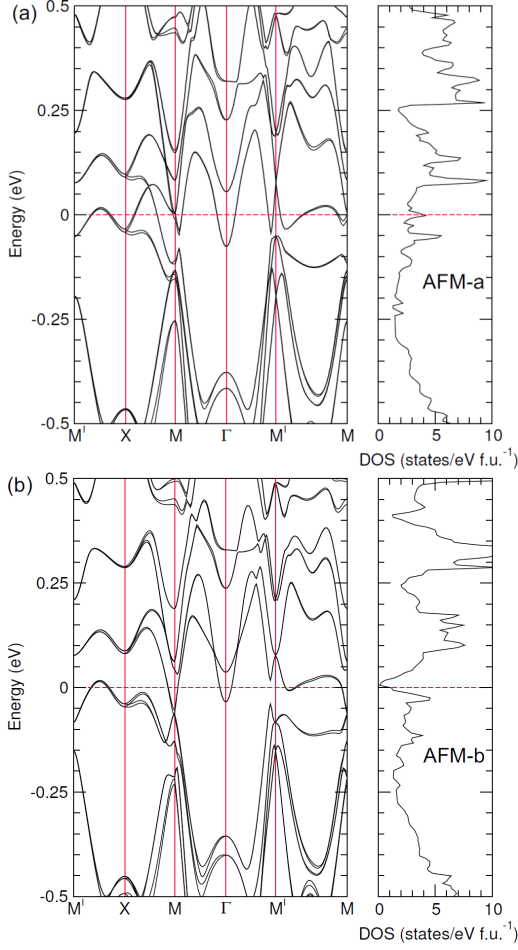 (a)
0.5
0.25
0
-0.25
-0.5
Energy (eV)
M' X M Γ M' M
AFM-a
0 5 10
DOS (states/eV f.u.⁻¹)
(b)
0.5
0.25
0
-0.25
-0.5
Energy (eV)
M' X M Γ M' M
AFM-b
0 5 10
DOS (states/eV f.u.⁻¹)